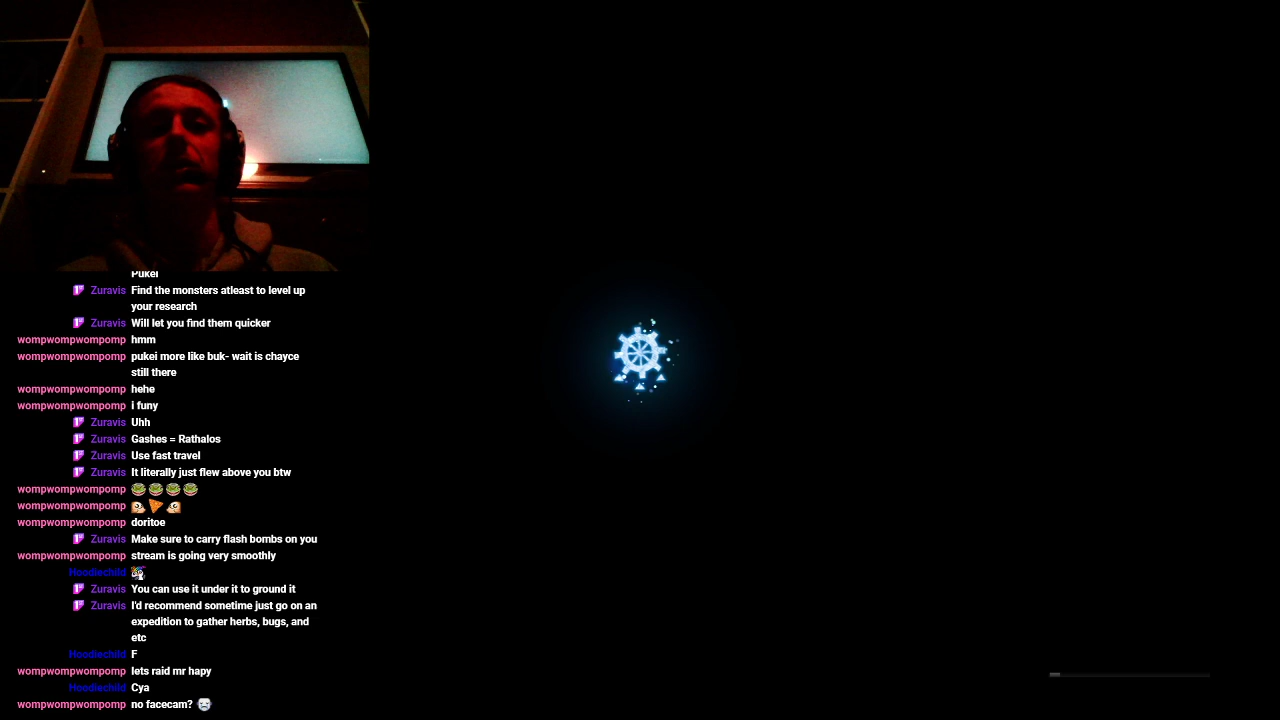 Pukei
Zuravis Find the monsters atleast to level up
your research
Zuravis Will let you find them quicker
wompwompwompomp hmm
wompwompwompomp pukei more like buk- wait is chayce
still there
wompwompwompomp hehe
wompwompwompomp i funy
Zuravis Uhh
Zuravis Gashes = Rathalos
Zuravis Use fast travel
Zuravis It literally just flew above you btw
wompwompwompomp
wompwompwompomp
wompwompwompomp doritoe
Zuravis Make sure to carry flash bombs on you
wompwompwompomp stream is going very smoothly
Hoodiechild
Zuravis You can use it under it to ground it
Zuravis I'd recommend sometime just go on an
expedition to gather herbs, bugs, and
etc
Hoodiechild F
wompwompwompomp lets raid mr hapy
Hoodiechild Cya
wompwompwompomp no facecam?